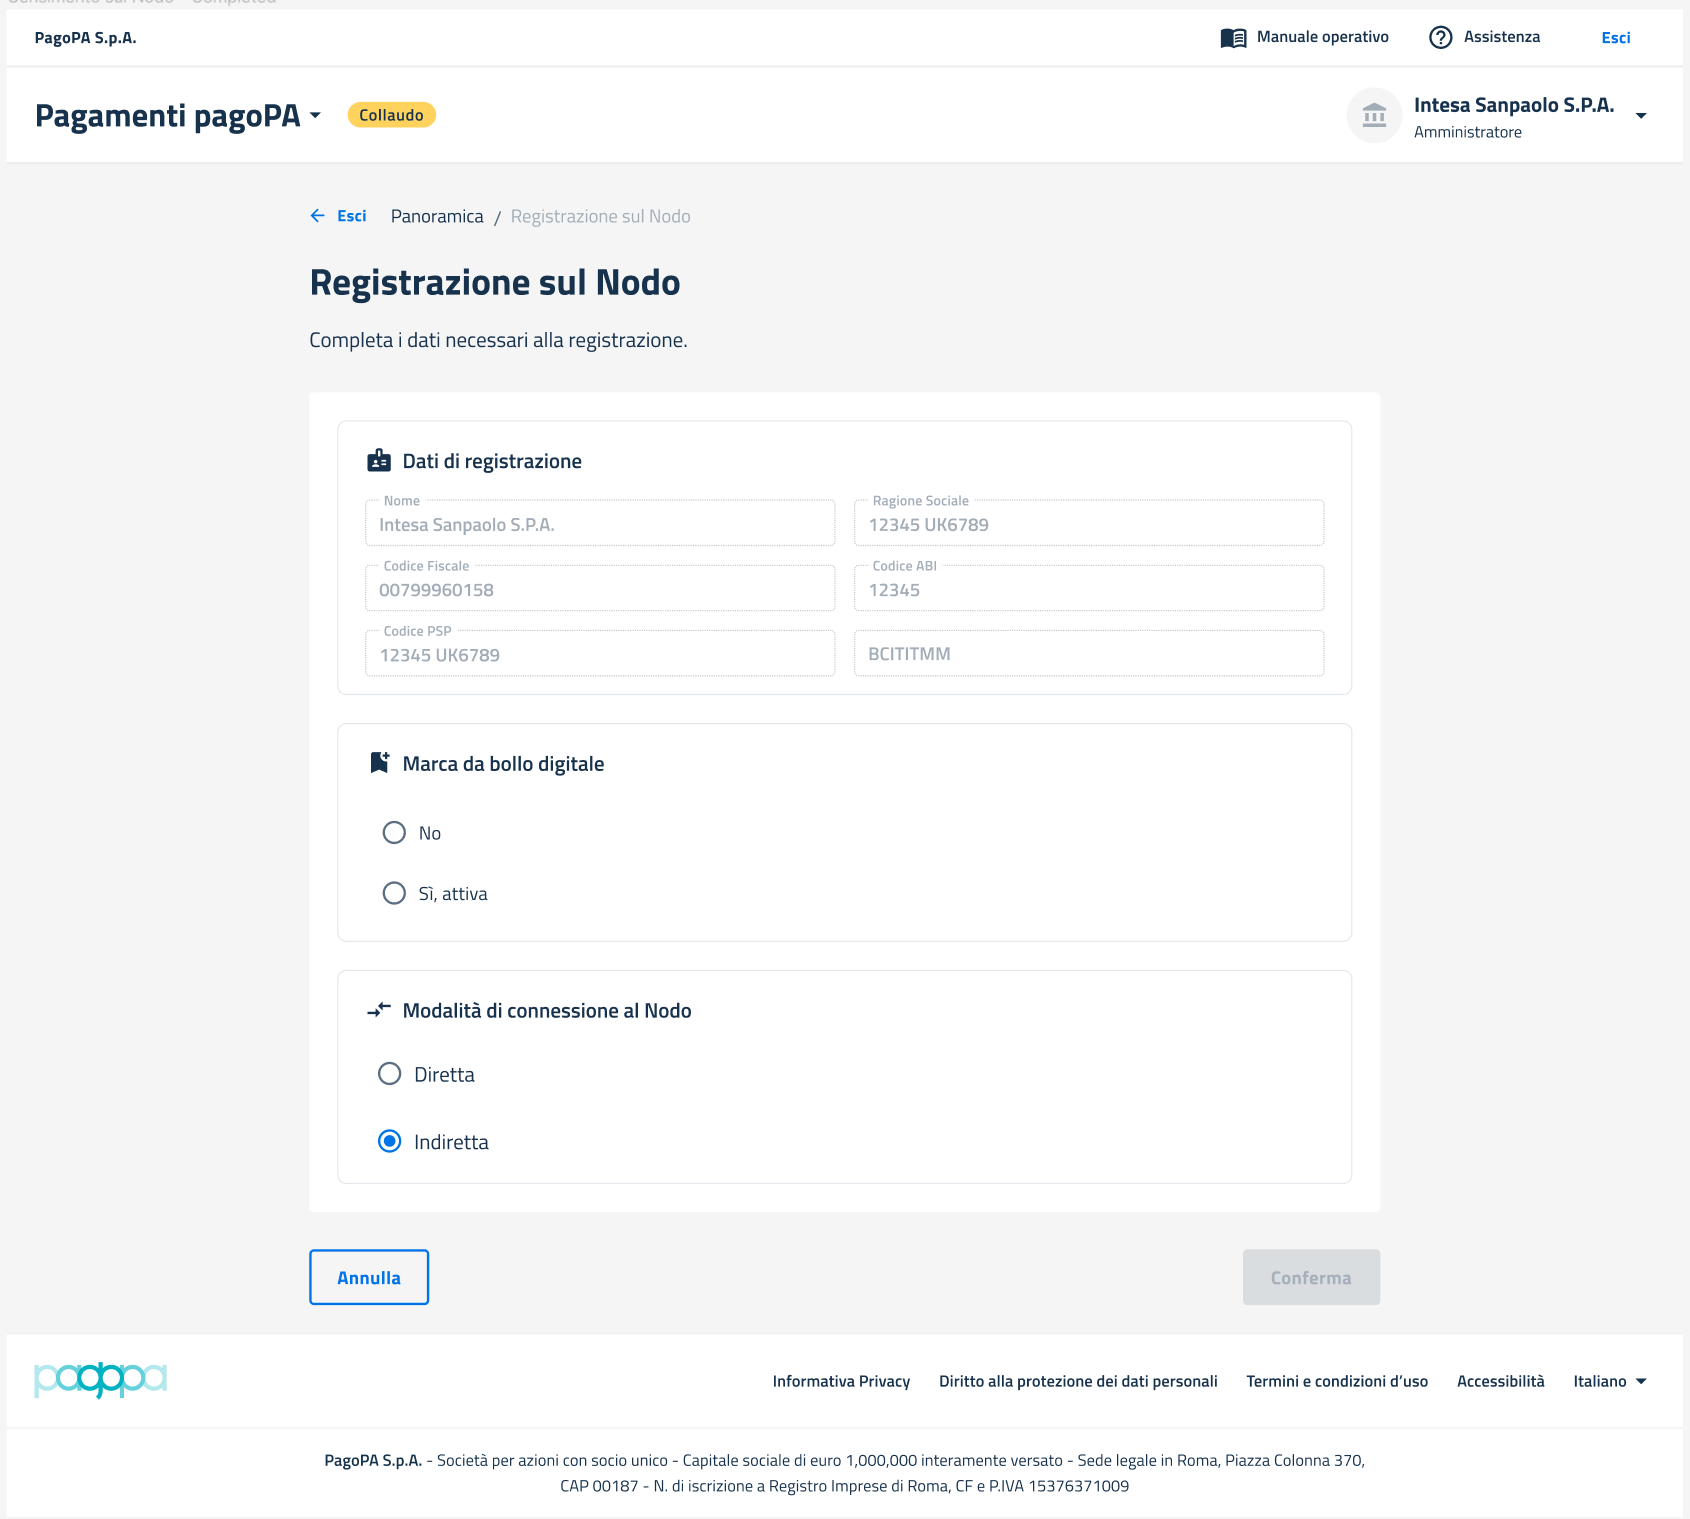 Censimento sul Nodo - Completed
PagoPA S.p.A.
Manuale operativo
Assistenza
Esci
Pagamenti pagoPA
Collaudo
Intesa Sanpaolo S.P.A.
Amministratore
Esci
Panoramica / Registrazione sul Nodo
Registrazione sul Nodo
Completa i dati necessari alla registrazione.
Dati di registrazione
Nome
Intesa Sanpaolo S.P.A.
Ragione Sociale
12345 UK6789
Codice Fiscale
00799960158
Codice ABI
12345
Codice PSP
12345 UK6789
BCITITMM
Marca da bollo digitale
No
Sì, attiva
Modalità di connessione al Nodo
Diretta
Indiretta
Annulla
Conferma
pagopa
Informativa Privacy
Diritto alla protezione dei dati personali
Termini e condizioni d’uso
Accessibilità
Italiano
PagoPA S.p.A. - Società per azioni con socio unico - Capitale sociale di euro 1,000,000 interamente versato - Sede legale in Roma, Piazza Colonna 370,
CAP 00187 - N. di iscrizione a Registro Imprese di Roma, CF e P.IVA 15376371009